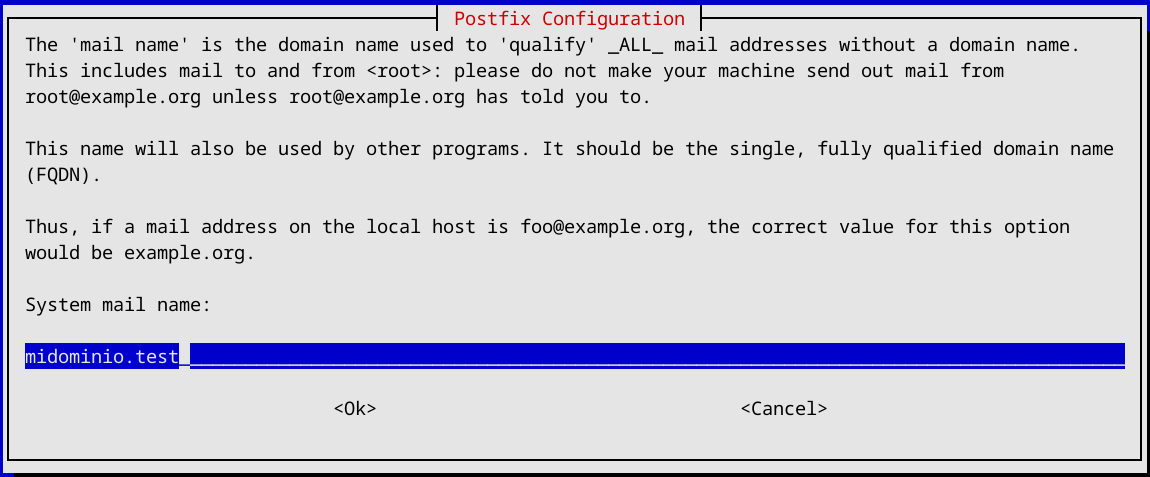 Postfix Configuration
The 'mail name' is the domain name used to 'qualify' _ALL_ mail addresses without a domain name.
This includes mail to and from <root>: please do not make your machine send out mail from
root@example.org unless root@example.org has told you to.
This name will also be used by other programs. It should be the single, fully qualified domain name
(FQDN).
Thus, if a mail address on the local host is foo@example.org, the correct value for this option
would be example.org.
System mail name:
midominio.test
<Ok> <Cancel>